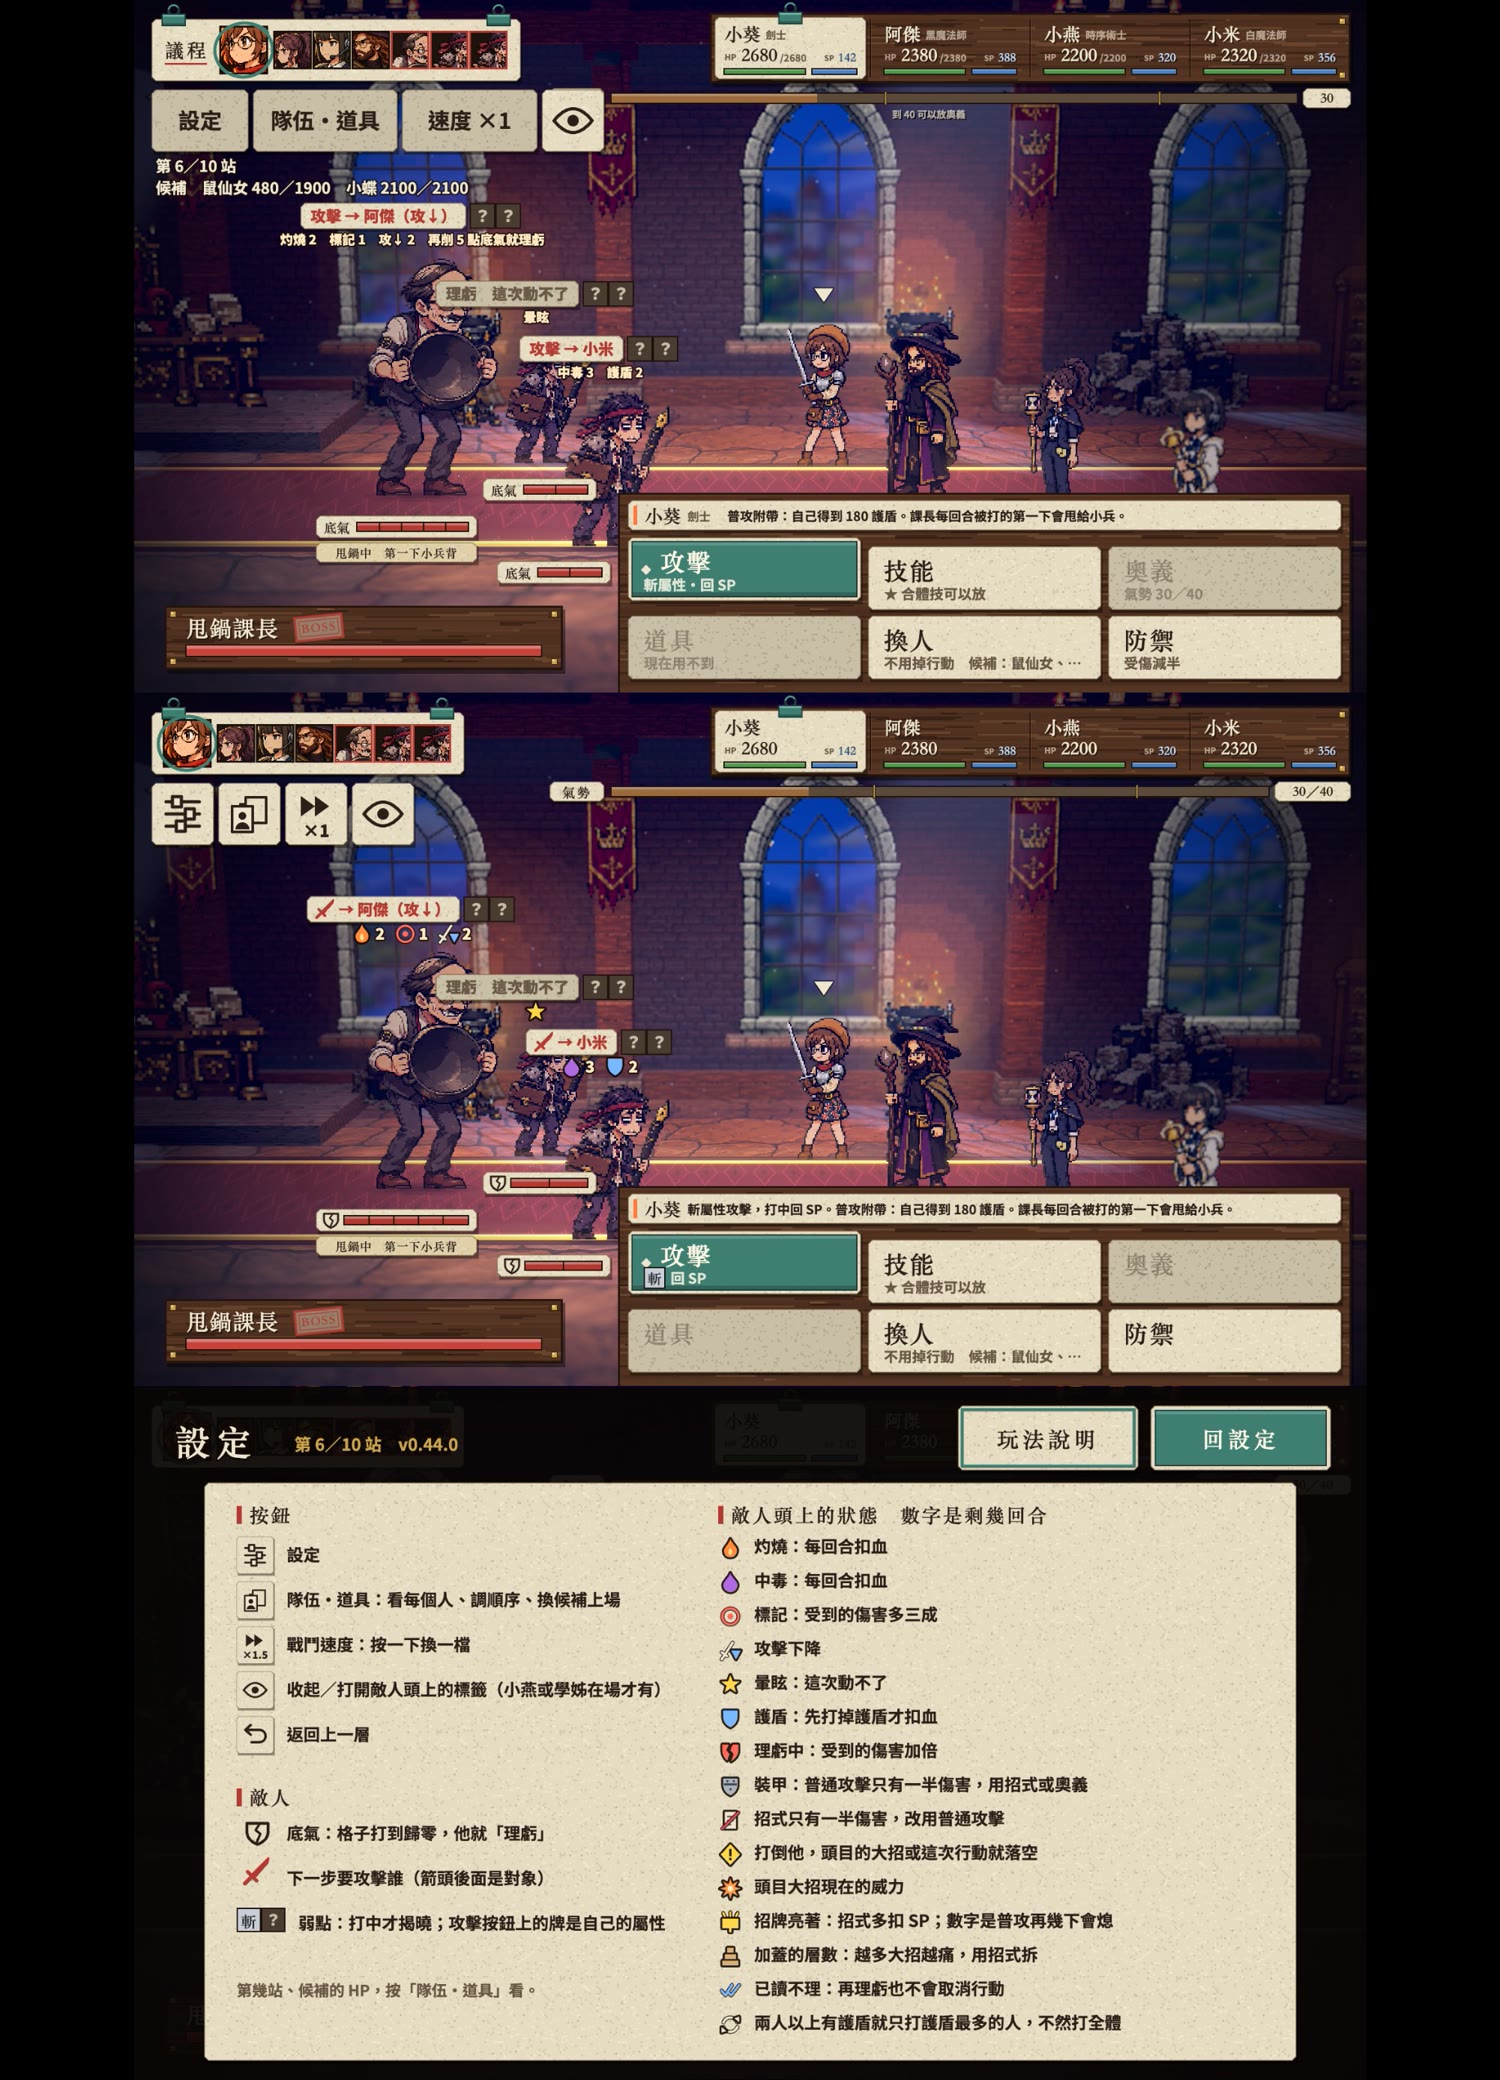 議程
小葵 劍士
HP 2680/2680 SP 142
阿傑 黑魔法師
HP 2380/2380 SP 388
小燕 時序術士
HP 2200/2200 SP 320
小米 白魔法師
HP 2320/2320 SP 356
設定
隊伍・道具
速度 ×1
30
到 40 可以放奧義
第 6／10 站
候補 鼠仙女 480／1900 小蝶 2100／2100
攻擊 → 阿傑（攻↓） ? ?
灼燒 2 標記 1 攻↓ 2 再削 5 點底氣就理虧
理虧 這次動不了 ? ?
暈眩
攻擊 → 小米 ? ?
中毒 3 護盾 2
底氣
底氣
甩鍋中 第一下小兵背
底氣
甩鍋課長 BOSS
小葵 劍士 普攻附帶：自己得到 180 護盾。課長每回合被打的第一下會甩給小兵。
攻擊
斬屬性・回 SP
技能
★ 合體技可以放
奧義
氣勢 30／40
道具
現在用不到
換人
不用掉行動 候補：鼠仙女、…
防禦
受傷減半
小葵
HP 2680 SP 142
阿傑
HP 2380 SP 388
小燕
HP 2200 SP 320
小米
HP 2320 SP 356
×1
氣勢
30／40
→ 阿傑（攻↓） ? ?
2 1 2
理虧 這次動不了 ? ?
→ 小米 ? ?
3 2
甩鍋中 第一下小兵背
甩鍋課長 BOSS
小葵 斬屬性攻擊，打中回 SP。普攻附帶：自己得到 180 護盾。課長每回合被打的第一下會甩給小兵。
攻擊
斬 回 SP
技能
★ 合體技可以放
奧義
道具
換人
不用掉行動 候補：鼠仙女、…
防禦
設定 第 6／10 站 v0.44.0
玩法說明
回設定
按鈕
設定
隊伍・道具：看每個人、調順序、換候補上場
×1.5
戰鬥速度：按一下換一檔
收起／打開敵人頭上的標籤（小燕或學姊在場才有）
返回上一層
敵人
底氣：格子打到歸零，他就「理虧」
下一步要攻擊誰（箭頭後面是對象）
斬 ? 弱點：打中才揭曉；攻擊按鈕上的牌是自己的屬性
第幾站、候補的 HP，按「隊伍・道具」看。
敵人頭上的狀態 數字是剩幾回合
灼燒：每回合扣血
中毒：每回合扣血
標記：受到的傷害多三成
攻擊下降
暈眩：這次動不了
護盾：先打掉護盾才扣血
理虧中：受到的傷害加倍
裝甲：普通攻擊只有一半傷害，用招式或奧義
招式只有一半傷害，改用普通攻擊
打倒他，頭目的大招或這次行動就落空
頭目大招現在的威力
招牌亮著：招式多扣 SP；數字是普攻再幾下會熄
加蓋的層數：越多大招越痛，用招式拆
已讀不理：再理虧也不會取消行動
兩人以上有護盾就只打護盾最多的人，不然打全體